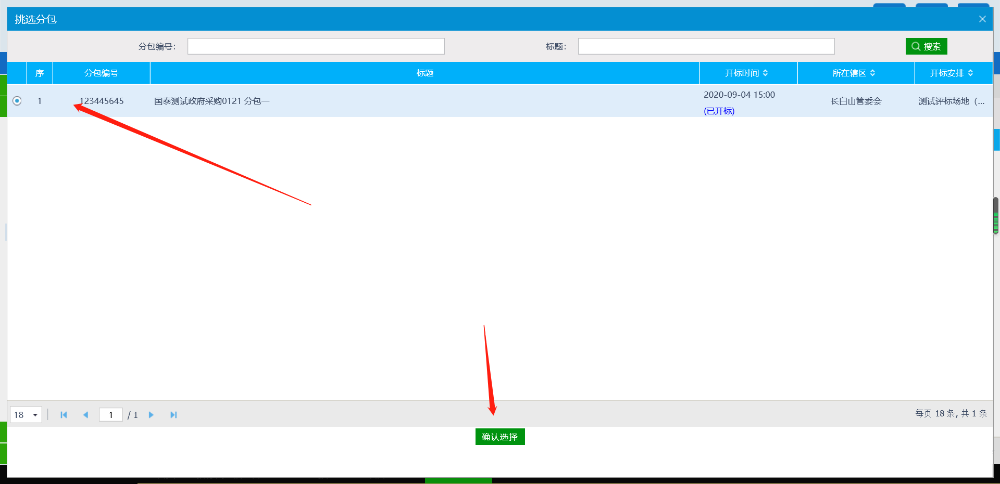 挑选分包
分包编号：
标题：
搜索
序 分包编号 标题 开标时间 所在辖区 开标安排
1 123445645 国泰测试政府采购0121 分包一 2020-09-04 15:00 长白山管委会 测试评标场地（...
(已开标)
18 1 / 1 每页 18 条, 共 1 条
确认选择